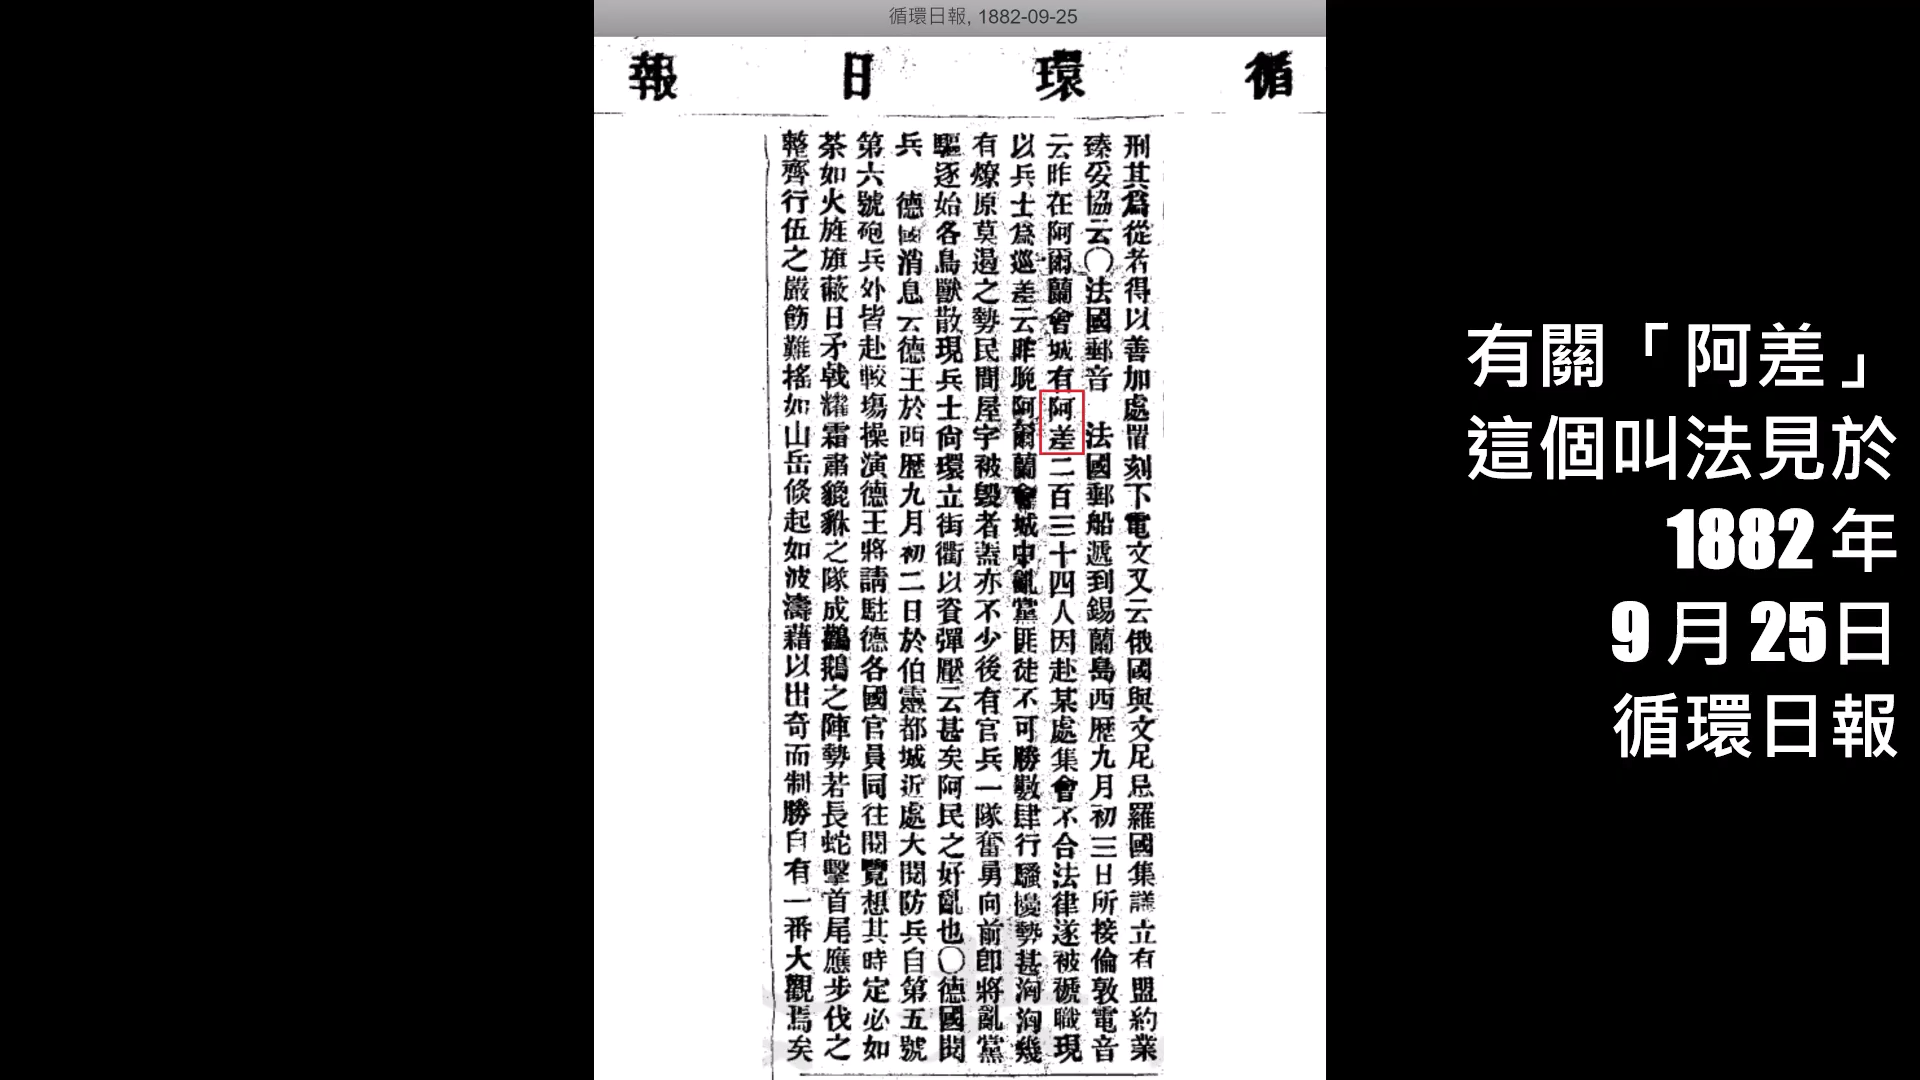 循環日報, 1882-09-25
循環日報
刑其爲從者得以善加處置刻下電文又云俄國與文尼忌羅國集議立有盟約業
臻妥協云〇法國郵音 法國郵船遞到錫蘭島西歷九月初三日所接倫敦電音
云昨在阿爾蘭會城有阿差二百三十四人因赴某處集會不合法律遂被褫職現
以兵士爲巡差云昨晚阿爾蘭會城中亂黨匪徒不可勝數肆行騷擾勢甚洶洶幾
有燎原莫遏之勢民間屋宇被毀者蓋亦不少後有官兵一隊奮勇向前卽將亂黨
驅逐始各鳥獸散現兵士尙環立街衢以資彈壓云甚矣阿民之好亂也〇德國閱
兵 德國消息云德王於西歷九月初二日於伯靈都城近處大閱防兵自第五號
第六號砲兵外皆赴較塲操演德王將請駐德各國官員同往閱覽想其時定必如
荼如火旌旗蔽日矛戟耀霜肅貔貅之隊成鸛鵝之陣勢若長蛇擊首尾應步伐之
整齊行伍之嚴飭難搖如山岳倐起如波濤藉以出奇而制勝自有一番大觀焉矣
有關「阿差」
這個叫法見於
1882 年
9 月 25日
循環日報